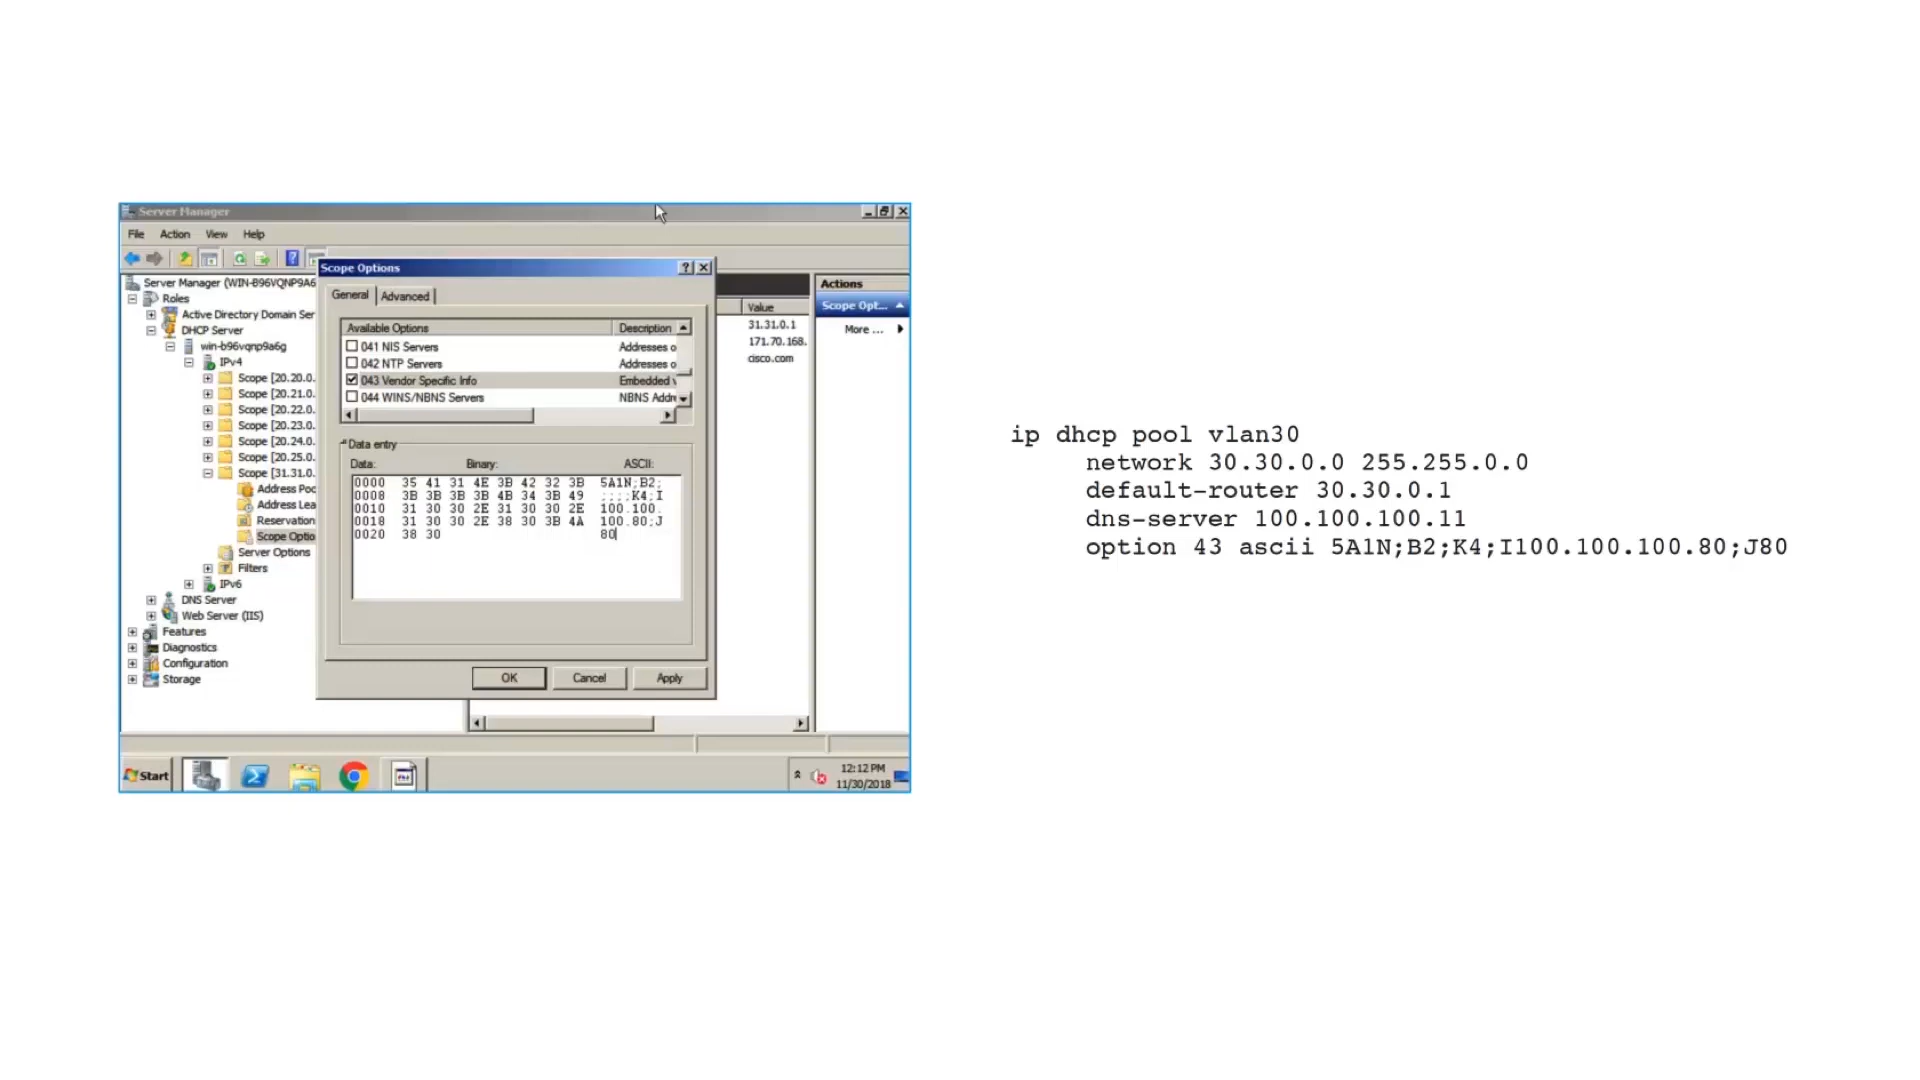 Server Manager
File Action View Help
Server Manager (WIN-B96VQNP9A6
Roles
Active Directory Domain Ser
DHCP Server
win-b96vqnp9a6g
IPv4
Scope [20.20.0.
Scope [20.21.0.
Scope [20.22.0.
Scope [20.23.0.
Scope [20.24.0.
Scope [20.25.0.
Scope [31.31.0.
Address Poo
Address Lea
Reservation
Scope Optio
Server Options
Filters
IPv6
DNS Server
Web Server (IIS)
Features
Diagnostics
Configuration
Storage
Scope Options
General Advanced
Available Options Description
041 NIS Servers Addresses o
042 NTP Servers Addresses o
043 Vendor Specific Info Embedded v
044 WINS/NBNS Servers NBNS Addr
Data entry
Data: Binary: ASCII:
0000 35 41 31 4E 3B 42 32 3B 5A1N;B2;
0008 3B 3B 3B 3B 4B 34 3B 49 ;;;;K4;I
0010 31 30 30 2E 31 30 30 2E 100.100.
0018 31 30 30 2E 38 30 3B 4A 100.80;J
0020 38 30 80
OK Cancel Apply
Value
31.31.0.1
171.70.168.
cisco.com
Actions
Scope Opt...
More ...
Start
12:12 PM
11/30/2018
ip dhcp pool vlan30
network 30.30.0.0 255.255.0.0
default-router 30.30.0.1
dns-server 100.100.100.11
option 43 ascii 5A1N;B2;K4;I100.100.100.80;J80